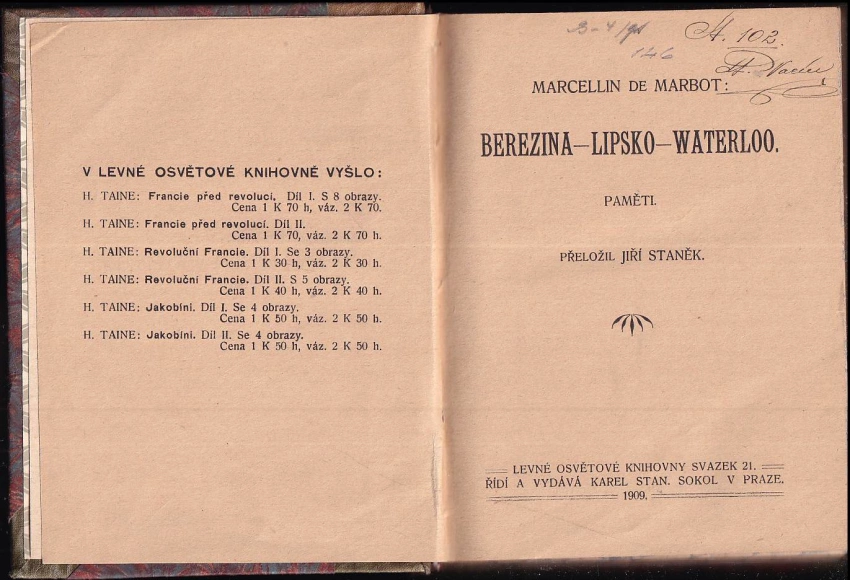 V LEVNÉ OSVĚTOVÉ KNIHOVNĚ VYŠLO:
H. TAINE: Francie před revolucí. Díl I. S 8 obrazy.
Cena 1 K 70 h, váz. 2 K 70.
H. TAINE: Francie před revolucí. Díl II.
Cena 1 K 70, váz. 2 K 70 h.
H. TAINE: Revoluční Francie. Díl I. Se 3 obrazy.
Cena 1 K 30 h, váz. 2 K 30 h.
H. TAINE: Revoluční Francie. Díl II. S 5 obrazy.
Cena 1 K 40 h, váz. 2 K 40 h.
H. TAINE: Jakobíni. Díl I. Se 4 obrazy.
Cena 1 K 50 h, váz. 2 K 50 h.
H. TAINE: Jakobíni. Díl II. Se 4 obrazy.
Cena 1 K 50 h, váz. 2 K 50 h.
102.
146
MARCELLIN DE MARBOT:
BEREZINA—LIPSKO—WATERLOO.
PAMĚTI.
PŘELOŽIL JIŘÍ STANĚK.
LEVNÉ OSVĚTOVÉ KNIHOVNY SVAZEK 21.
ŘÍDÍ A VYDÁVÁ KAREL STAN. SOKOL V PRAZE.
1909.